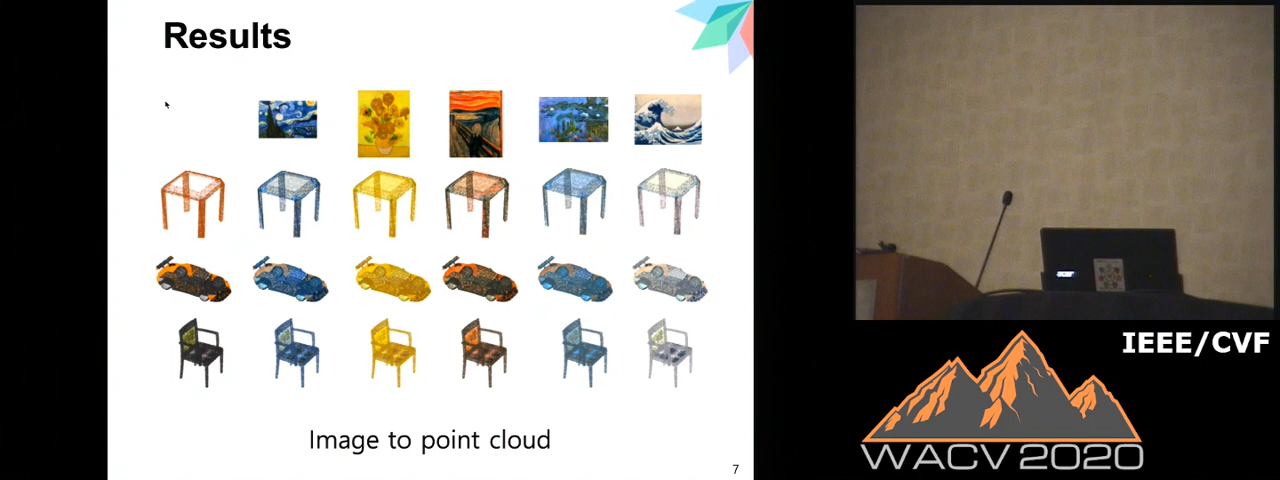 Results
Image to point cloud
7
IEEE/CVF
WACV 2020